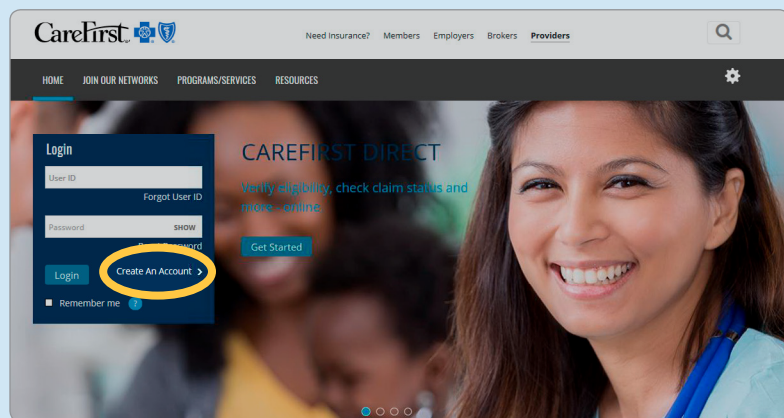 CareFirst
Need Insurance? Members Employers Brokers Providers
HOME JOIN OUR NETWORKS PROGRAMS/SERVICES RESOURCES
Login
User ID
Forgot User ID
Password SHOW
Password
Login Create An Account >
Remember me ?
CAREFIRST DIRECT
Verify eligibility, check claim status and
more - online
Get Started